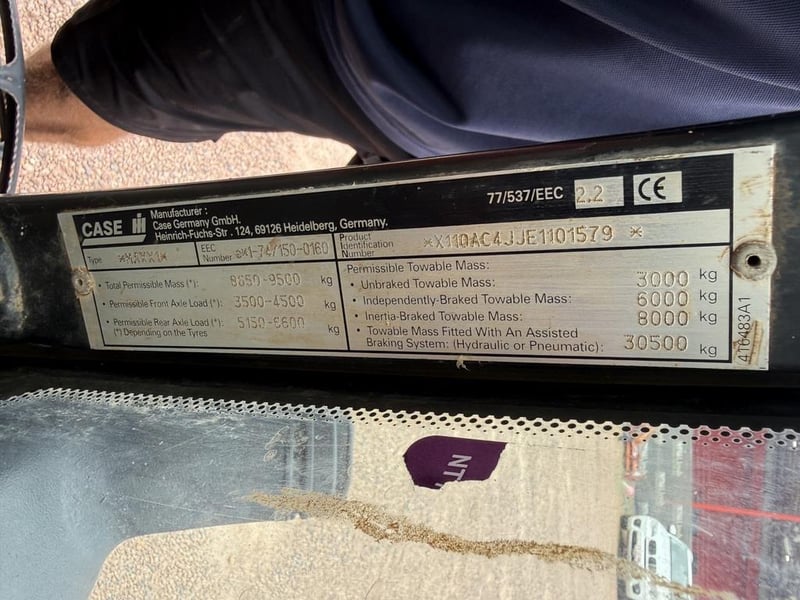 CASE IH
Manufacturer :
Case Germany GmbH.
Heinrich-Fuchs-Str . 124, 69126 Heidelberg, Germany.
77/537/EEC 2.2 CE
Type
EEC Number
Product Identification Number *X110AC4JJE1101579 *
• Total Permissible Mass (*): 8650-9500 kg
• Permissible Front Axle Load (*): 3500-4500 kg
• Permissible Rear Axle Load (*): kg
(*) Depending on the Tyres
Permissible Towable Mass:
• Unbraked Towable Mass: 3000 kg
• Independently-Braked Towable Mass: 6000 kg
• Inertia-Braked Towable Mass: 8000 kg
• Towable Mass Fitted With An Assisted
Braking System: (Hydraulic or Pneumatic): 30500 kg
416483A1